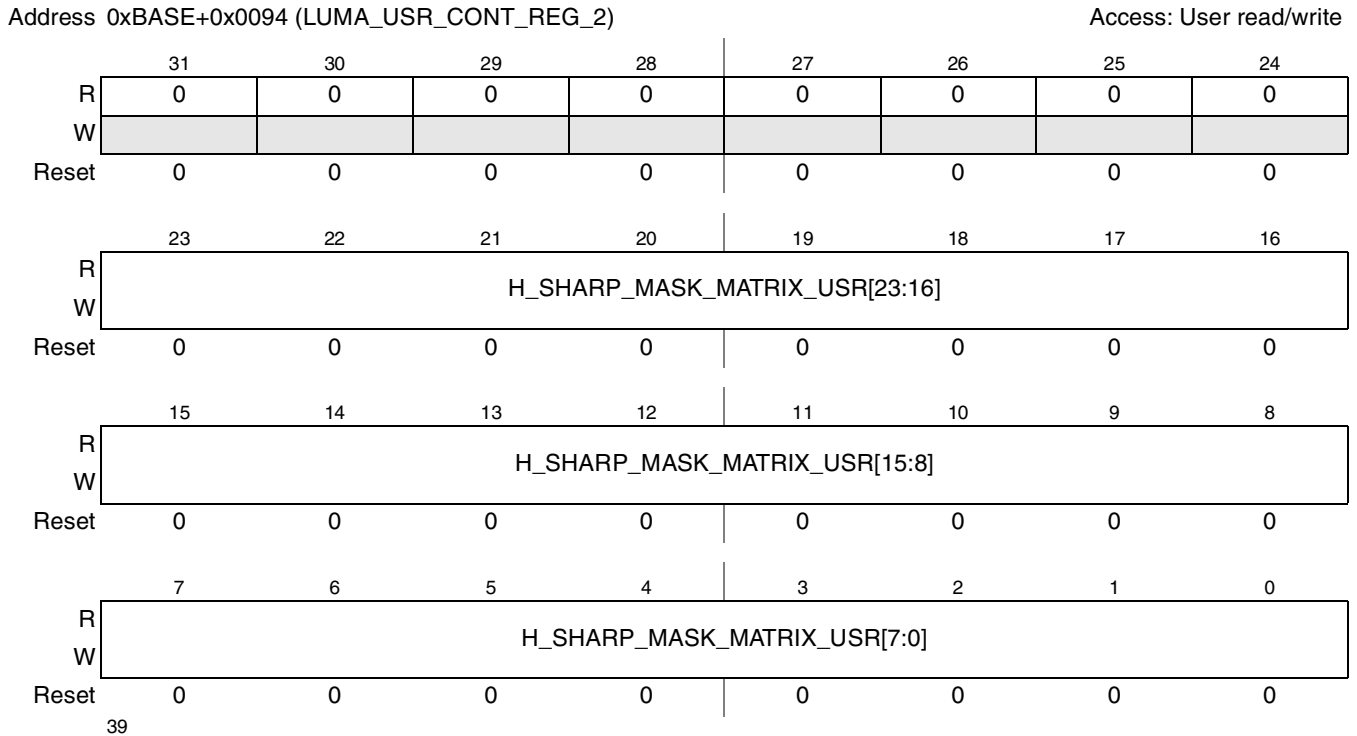 Address 0xBASE+0x0094 (LUMA_USR_CONT_REG_2) Access: User read/write
31 30 29 28 27 26 25 24
R 0 0 0 0 0 0 0 0
W
Reset 0 0 0 0 0 0 0 0
23 22 21 20 19 18 17 16
R
H_SHARP_MASK_MATRIX_USR[23:16]
W
Reset 0 0 0 0 0 0 0 0
15 14 13 12 11 10 9 8
R
H_SHARP_MASK_MATRIX_USR[15:8]
W
Reset 0 0 0 0 0 0 0 0
7 6 5 4 3 2 1 0
R
H_SHARP_MASK_MATRIX_USR[7:0]
W
Reset 0 0 0 0 0 0 0 0
39